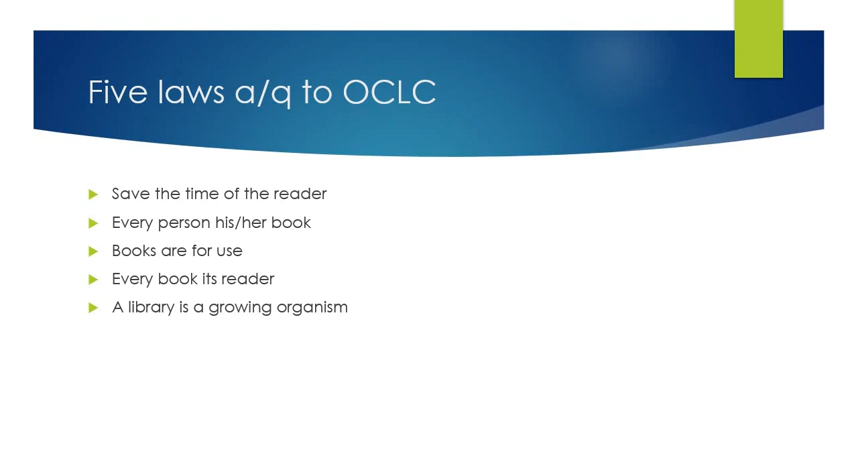 Five laws a/q to OCLC
Save the time of the reader
Every person his/her book
Books are for use
Every book its reader
A library is a growing organism